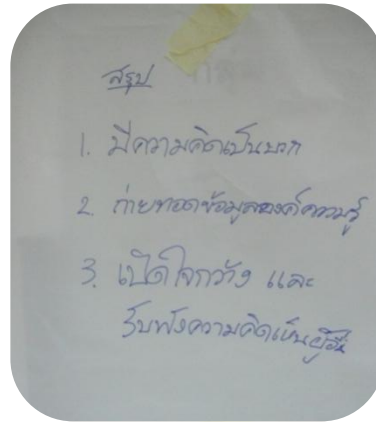 สรุป
1. มีความคิดเป็นบวก
2. ถ่ายทอดข้อมูลองค์ความรู้
3. เปิดใจกว้าง และ
รับฟังความคิดเห็นผู้อื่น